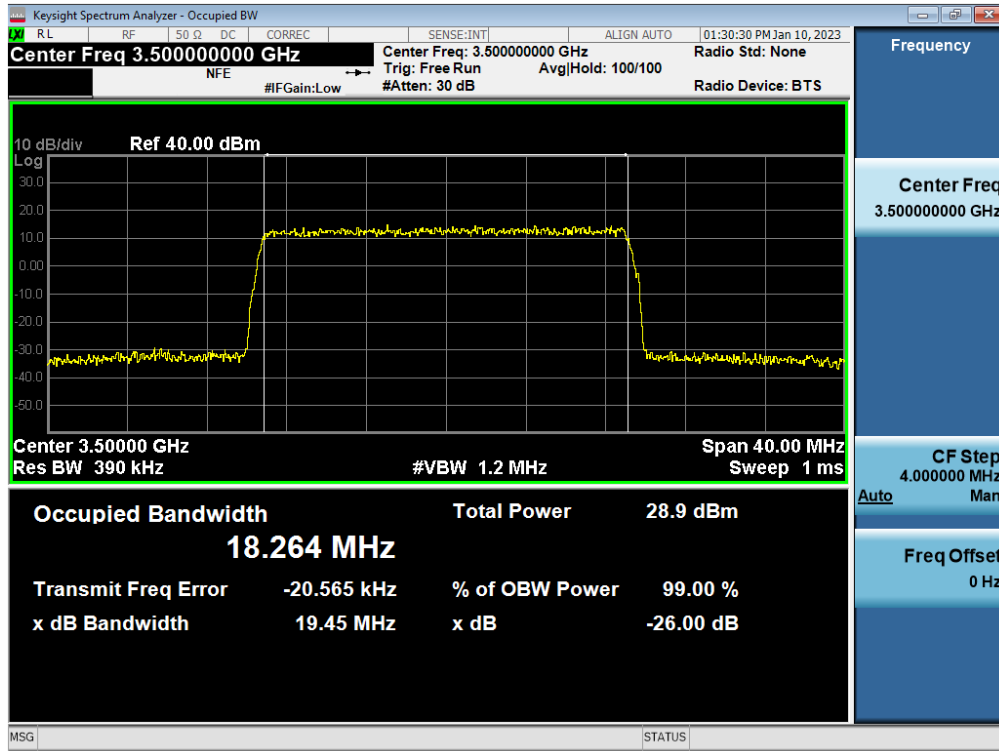 Keysight Spectrum Analyzer - Occupied BW
LXI RL RF 50 Ω DC CORREC SENSE:INT ALIGN AUTO 01:30:30 PM Jan 10, 2023
Center Freq 3.500000000 GHz
NFE
#IFGain:Low
Center Freq: 3.500000000 GHz
Trig: Free Run Avg|Hold: 100/100
#Atten: 30 dB
Radio Std: None
Radio Device: BTS
10 dB/div Ref 40.00 dBm
Log
30.0
20.0
10.0
0.00
-10.0
-20.0
-30.0
-40.0
-50.0
Center 3.50000 GHz Span 40.00 MHz
Res BW 390 kHz #VBW 1.2 MHz Sweep 1 ms
Occupied Bandwidth Total Power 28.9 dBm
18.264 MHz
Transmit Freq Error -20.565 kHz % of OBW Power 99.00 %
x dB Bandwidth 19.45 MHz x dB -26.00 dB
Frequency
Center Freq
3.500000000 GHz
CF Step
4.000000 MHz
Auto Man
Freq Offset
0 Hz
MSG STATUS